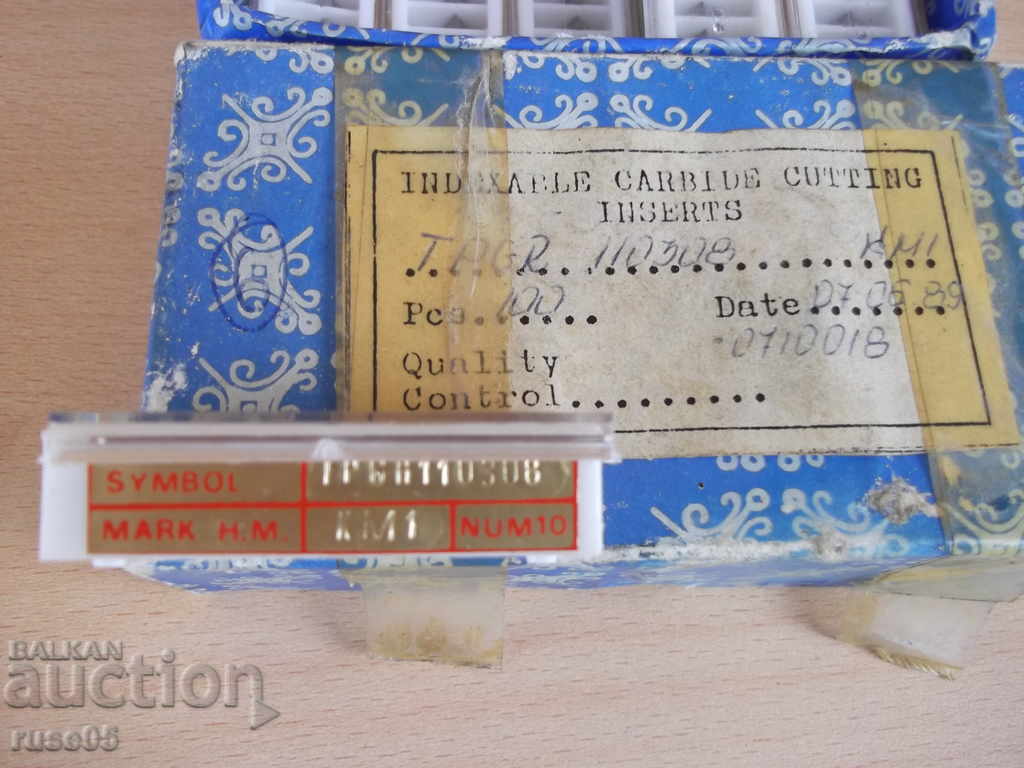 INDEXABLE CARBIDE CUTTING
INSERTS
110308 KM1
Pcs. 100 Date 07.06.89
0710018
Quality
Control
SYMBOL 110308
MARK H.M. KM1 NUM10
BALKAN
auction
ruse05